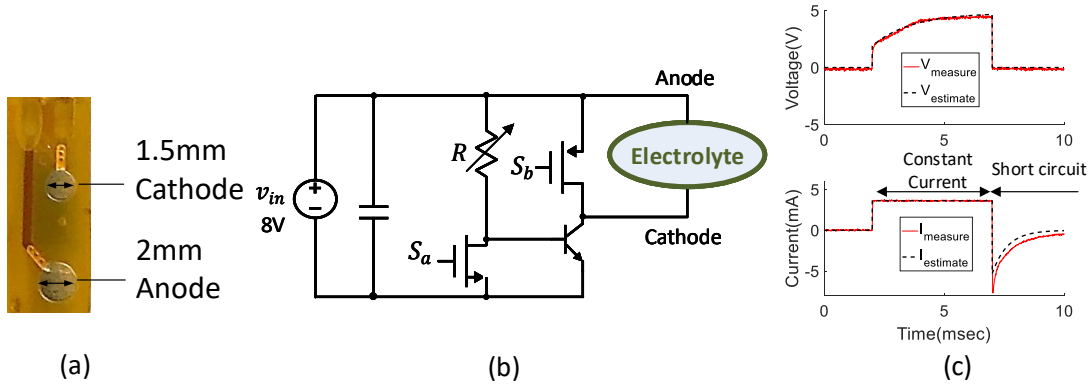 1.5mm
Cathode
2mm
Anode
(a)
v_in
8V
R
S_a
S_b
Anode
Electrolyte
Cathode
(b)
(c)
Voltage(V)
5
0
-5
0
5
10
V_measure
V_estimate
Constant
Current
Short circuit
Current(mA)
5
0
-5
I_measure
I_estimate
0
5
10
Time(msec)